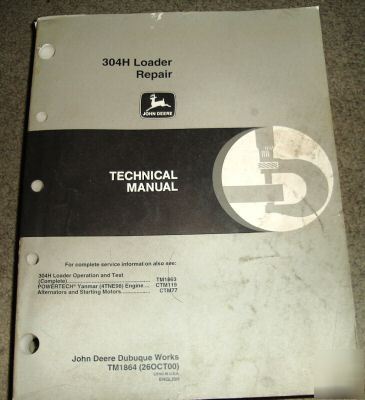 304H Loader
Repair
JOHN DEERE
TECHNICAL
MANUAL
For complete service information also see:
304H Loader Operation and Test
(Complete).......................... TM1863
POWERTECH® Yanmar (4TNE98) Engine.... CTM119
Alternators and Starting Motors............... CTM77
John Deere Dubuque Works
TM1864 (26OCT00)
ENGLISH